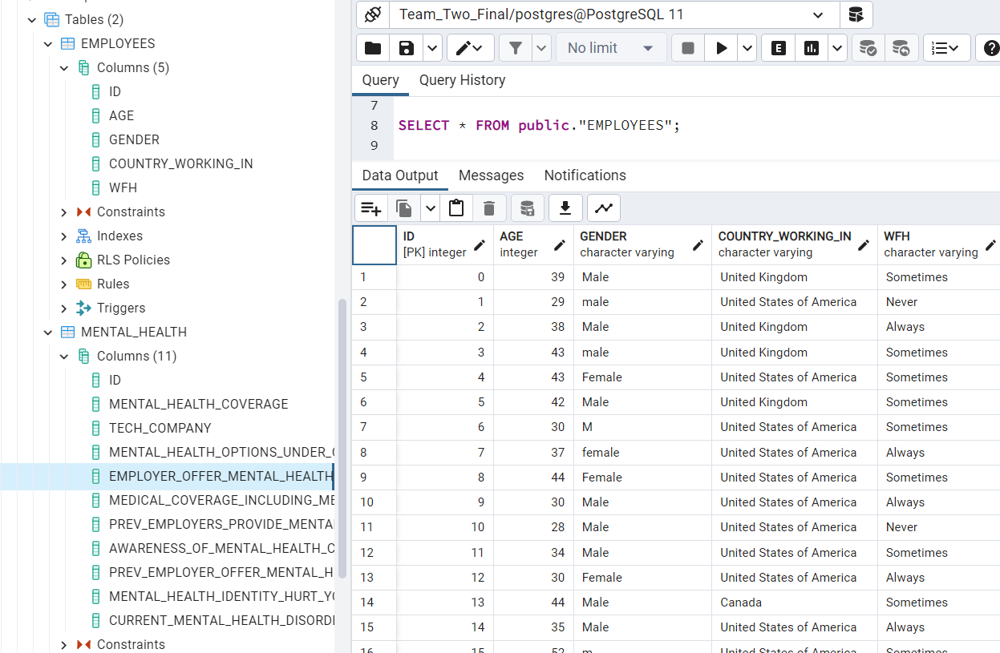 Tables (2)
EMPLOYEES
Columns (5)
ID
AGE
GENDER
COUNTRY_WORKING_IN
WFH
Constraints
Indexes
RLS Policies
Rules
Triggers
MENTAL_HEALTH
Columns (11)
ID
MENTAL_HEALTH_COVERAGE
TECH_COMPANY
MENTAL_HEALTH_OPTIONS_UNDER_
EMPLOYER_OFFER_MENTAL_HEALTH
MEDICAL_COVERAGE_INCLUDING_ME
PREV_EMPLOYERS_PROVIDE_MENTA
AWARENESS_OF_MENTAL_HEALTH_C
PREV_EMPLOYER_OFFER_MENTAL_H
MENTAL_HEALTH_IDENTITY_HURT_YO
CURRENT_MENTAL_HEALTH_DISORD
Constraints
Team_Two_Final/postgres@PostgreSQL 11
No limit E ?
Query Query History
7
8 SELECT * FROM public."EMPLOYEES";
9
Data Output Messages Notifications
ID AGE GENDER COUNTRY_WORKING_IN WFH
[PK] integer integer character varying character varying character varying
1 0 39 Male United Kingdom Sometimes
2 1 29 male United States of America Never
3 2 38 Male United Kingdom Always
4 3 43 male United Kingdom Sometimes
5 4 43 Female United States of America Sometimes
6 5 42 Male United Kingdom Sometimes
7 6 30 M United States of America Sometimes
8 7 37 female United States of America Always
9 8 44 Female United States of America Sometimes
10 9 30 Male United States of America Always
11 10 28 Male United States of America Never
12 11 34 Male United States of America Sometimes
13 12 30 Female United States of America Always
14 13 44 Male Canada Sometimes
15 14 35 Male United States of America Always
16 15 52 m United States of America Sometimes